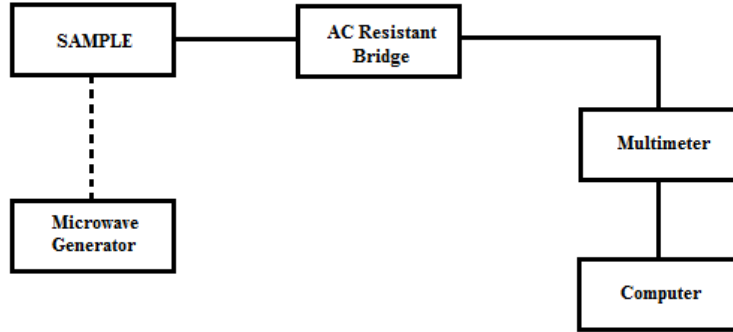 SAMPLE
AC Resistant
Bridge
Multimeter
Microwave
Generator
Computer